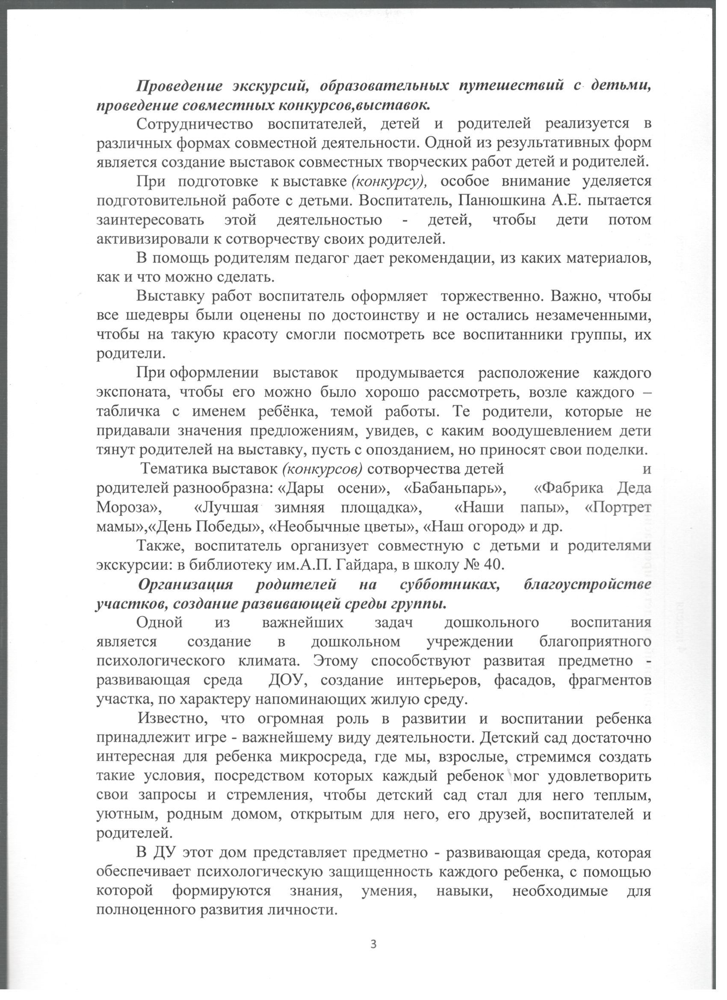 Проведение экскурсий, образовательных путешествий с детьми,
проведение совместных конкурсов,выставок.
Сотрудничество воспитателей, детей и родителей реализуется в
различных формах совместной деятельности. Одной из результативных форм
является создание выставок совместных творческих работ детей и родителей.
При подготовке к выставке (конкурсу), особое внимание уделяется
подготовительной работе с детьми. Воспитатель, Панюшкина А.Е. пытается
заинтересовать этой деятельностью - детей, чтобы дети потом
активизировали к сотворчеству своих родителей.
В помощь родителям педагог дает рекомендации, из каких материалов,
как и что можно сделать.
Выставку работ воспитатель оформляет торжественно. Важно, чтобы
все шедевры были оценены по достоинству и не остались незамеченными,
чтобы на такую красоту смогли посмотреть все воспитанники группы, их
родители.
При оформлении выставок продумывается расположение каждого
экспоната, чтобы его можно было хорошо рассмотреть, возле каждого –
табличка с именем ребёнка, темой работы. Те родители, которые не
придавали значения предложениям, увидев, с каким воодушевлением дети
тянут родителей на выставку, пусть с опозданием, но приносят свои поделки.
Тематика выставок (конкурсов) сотворчества детей и
родителей разнообразна: «Дары осени», «Бабаньпарь», «Фабрика Деда
Мороза», «Лучшая зимняя площадка», «Наши папы», «Портрет
мамы»,«День Победы», «Необычные цветы», «Наш огород» и др.
Также, воспитатель организует совместную с детьми и родителями
экскурсии: в библиотеку им.А.П. Гайдара, в школу № 40.
Организация родителей на субботниках, благоустройстве
участков, создание развивающей среды группы.
Одной из важнейших задач дошкольного воспитания
является создание в дошкольном учреждении благоприятного
психологического климата. Этому способствуют развитая предметно -
развивающая среда ДОУ, создание интерьеров, фасадов, фрагментов
участка, по характеру напоминающих жилую среду.
Известно, что огромная роль в развитии и воспитании ребенка
принадлежит игре - важнейшему виду деятельности. Детский сад достаточно
интересная для ребенка микросреда, где мы, взрослые, стремимся создать
такие условия, посредством которых каждый ребенок мог удовлетворить
свои запросы и стремления, чтобы детский сад стал для него теплым,
уютным, родным домом, открытым для него, его друзей, воспитателей и
родителей.
В ДУ этот дом представляет предметно - развивающая среда, которая
обеспечивает психологическую защищенность каждого ребенка, с помощью
которой формируются знания, умения, навыки, необходимые для
полноценного развития личности.
3